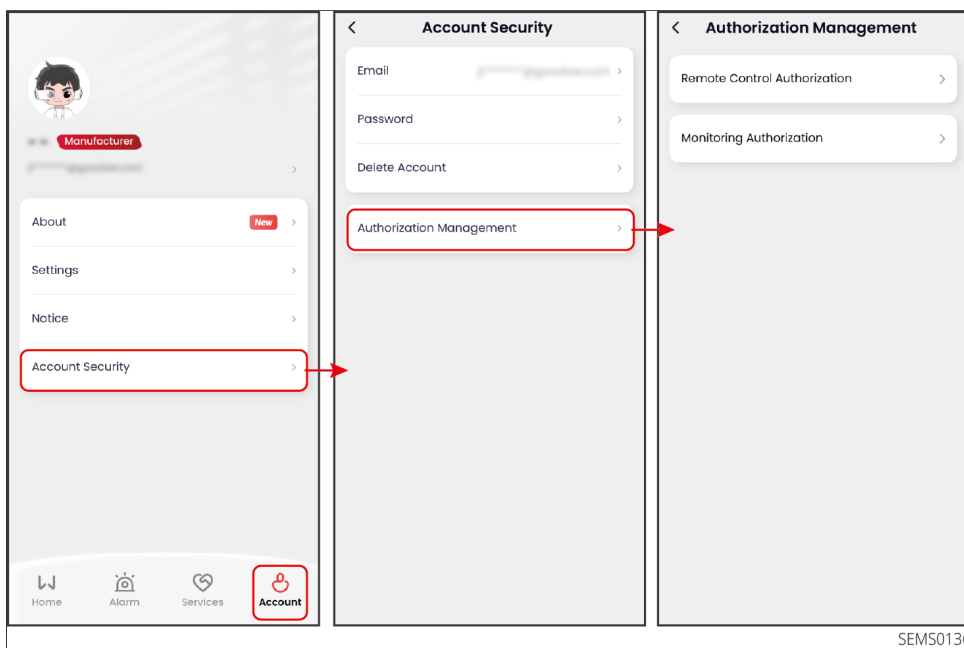 Manufacturer
About
New
Settings
Notice
Account Security
Home
Alarm
Services
Account
Account Security
Email
Password
Delete Account
Authorization Management
Authorization Management
Remote Control Authorization
Monitoring Authorization